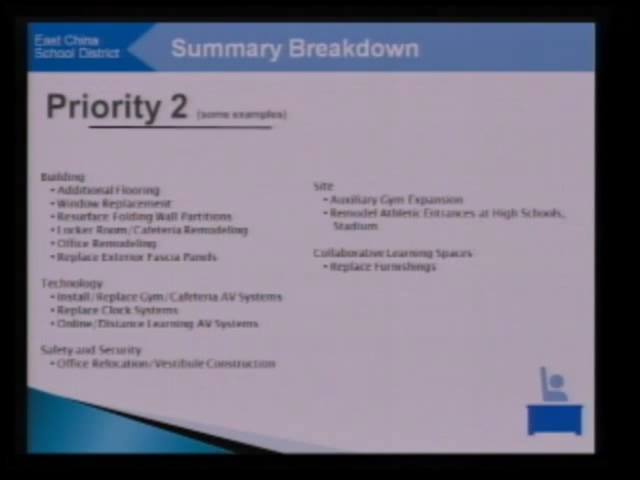 East China
School District
Summary Breakdown
Priority 2 (some examples)
Building
• Additional Flooring
• Window Replacement
• Resurface Folding Wall Partitions
• Locker Room/Cafeteria Remodeling
• Office Remodeling
• Replace Exterior Fascia Panels
Technology
• Install/Replace Gym/Cafeteria AV Systems
• Replace Clock Systems
• Online/Distance Learning AV Systems
Safety and Security
• Office Relocation/Vestibule Construction
Site
• Auxiliary Gym Expansion
• Remodel Athletic Entrances at High Schools,
Stadium
Collaborative Learning Spaces
• Replace Furnishings